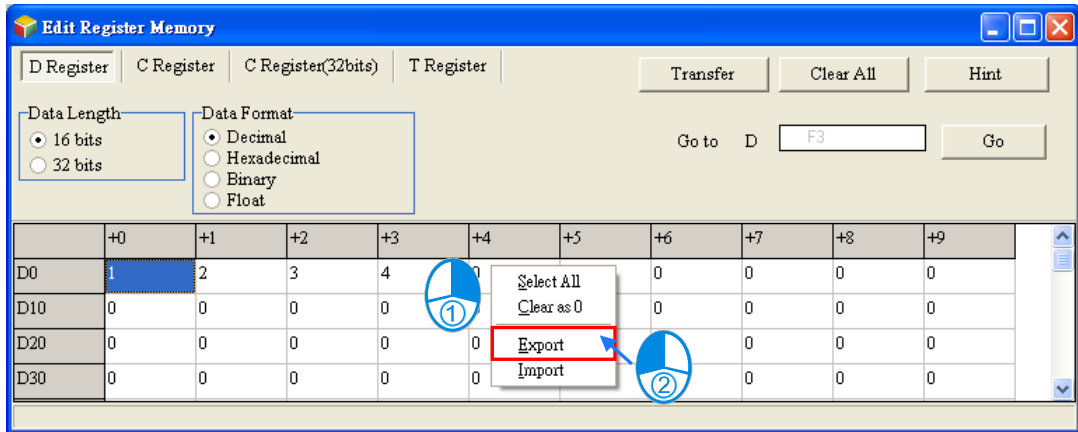 Edit Register Memory
D Register C Register C Register(32bits) T Register Transfer Clear All Hint
Data Length Data Format
16 bits Decimal Go to D F3 Go
32 bits Hexadecimal
Binary
Float
+0 +1 +2 +3 +4 +5 +6 +7 +8 +9
D0 1 2 3 4 0 0 0 0 0
Select All
D10 0 0 0 0 0 0 0 0
Clear as 0
D20 0 0 0 0 0 0 0 0
Export
D30 0 0 0 0 0 0 0 0
Import
①
②